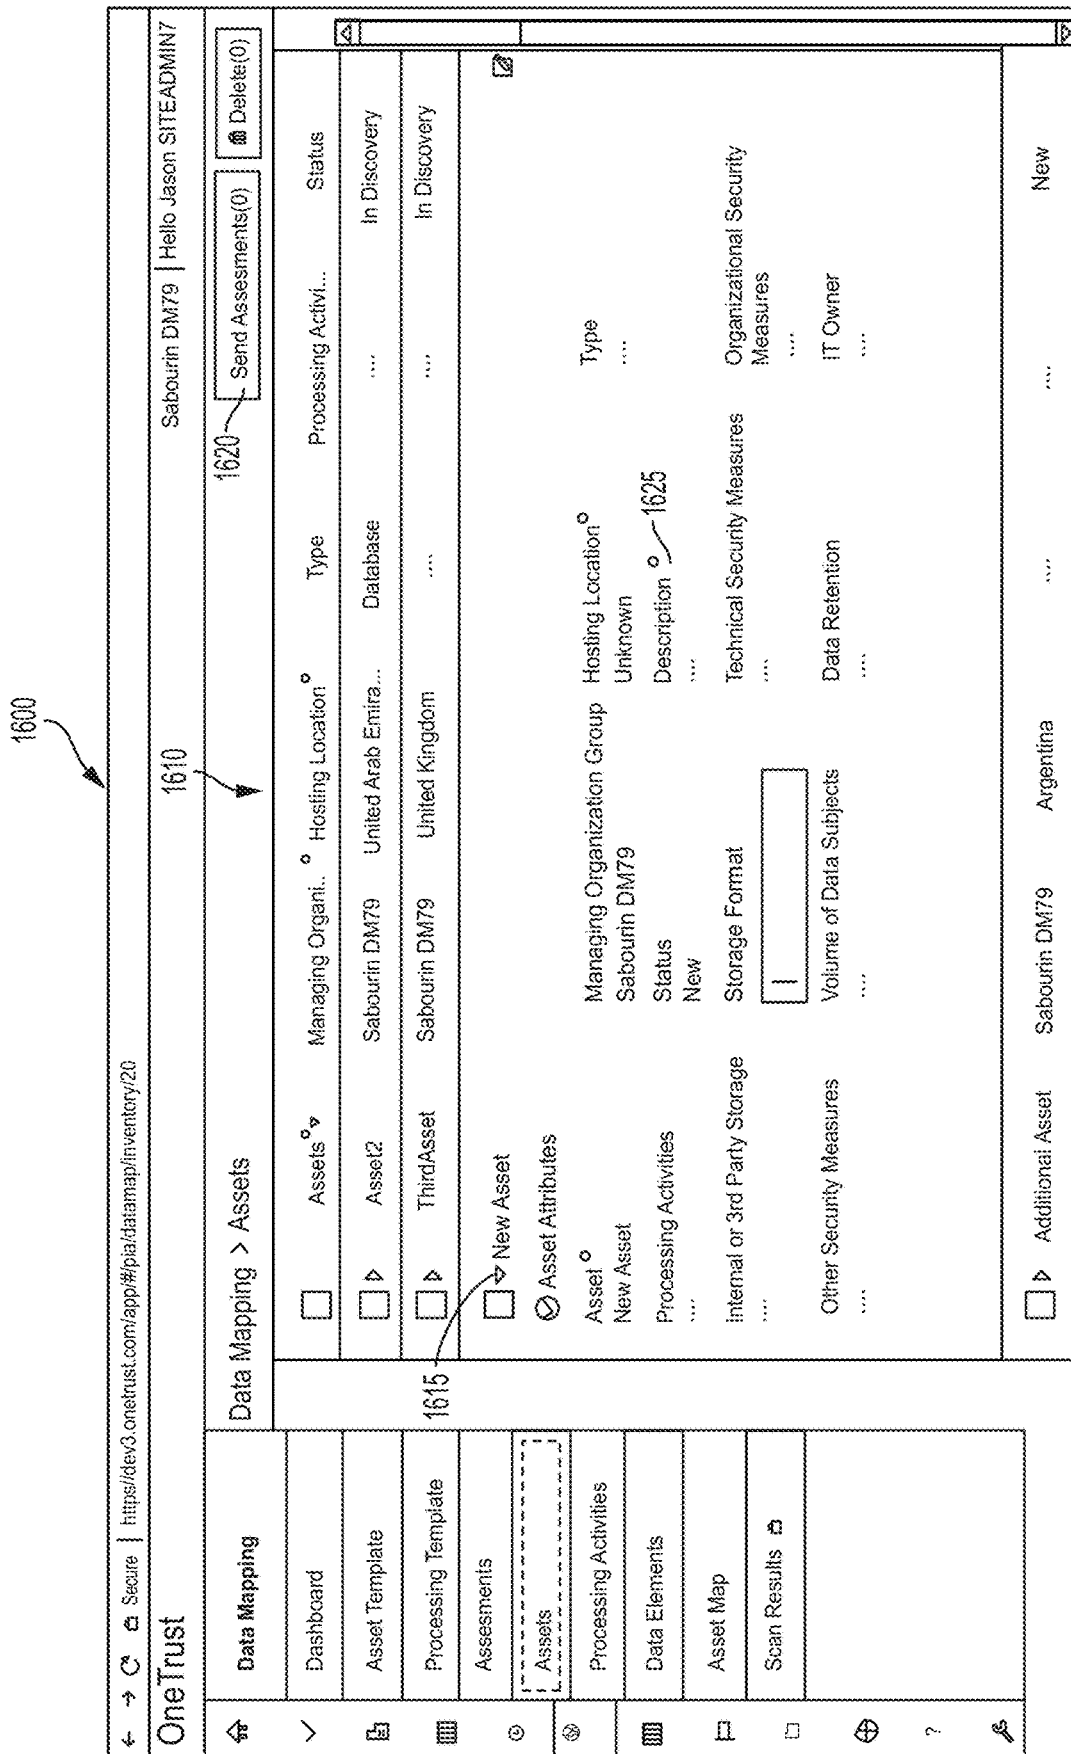 1600
Secure | https//dev3.onetrust.com/app/#/pia/datamap/inventory/20
OneTrust
Sabourin DM79 | Hello Jason SITEADMIN7
1610
Data Mapping
Dashboard
Asset Template
Processing Template
Assesments
Assets
Processing Activities
Data Elements
Asset Map
Scan Results
?
Data Mapping > Assets
1620
Send Assesments(0)
Delete(0)
Assets Managing Organi.. Hosting Location Type Processing Activi... Status
Asset2 Sabourin DM79 United Arab Emira... Database .... In Discovery
ThirdAsset Sabourin DM79 United Kingdom .... .... In Discovery
1615
New Asset
Asset Attributes
Asset Managing Organization Group Hosting Location Type
New Asset Sabourin DM79 Unknown ....
Processing Activities Status Description 1625
.... New ....
Internal or 3rd Party Storage Storage Format Technical Security Measures Organizational Security
Measures
.... .... ....
Other Security Measures Volume of Data Subjects Data Retention IT Owner
.... .... .... ....
Additional Asset Sabourin DM79 Argentina .... .... New